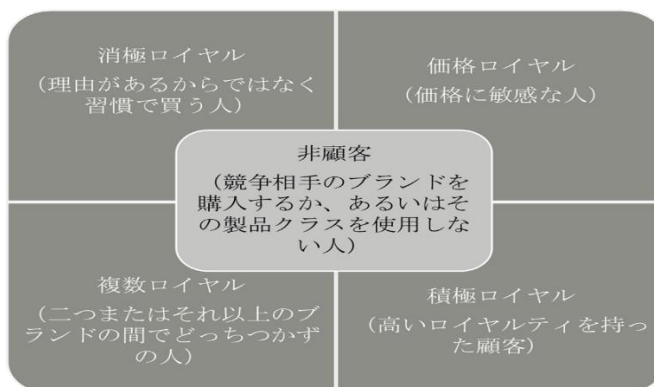 消極ロイヤル
(理由があるからではなく
習慣で買う人)
価格ロイヤル
(価格に敏感な人)
非顧客
(競争相手のブランドを
購入するか、あるいはそ
の製品クラスを使用しな
い人)
複数ロイヤル
(二つまたはそれ以上のブ
ランドの間でどっちつかず
の人)
積極ロイヤル
(高いロイヤルティを持っ
た顧客)